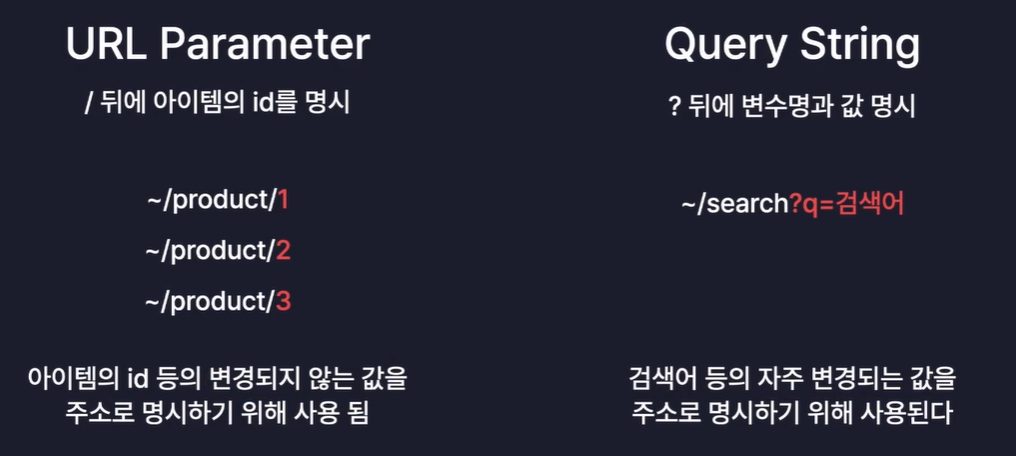 URL Parameter
/ 뒤에 아이템의 id를 명시
~/product/1
~/product/2
~/product/3
아이템의 id 등의 변경되지 않는 값을
주소로 명시하기 위해 사용 됨
Query String
? 뒤에 변수명과 값 명시
~/search?q=검색어
검색어 등의 자주 변경되는 값을
주소로 명시하기 위해 사용된다